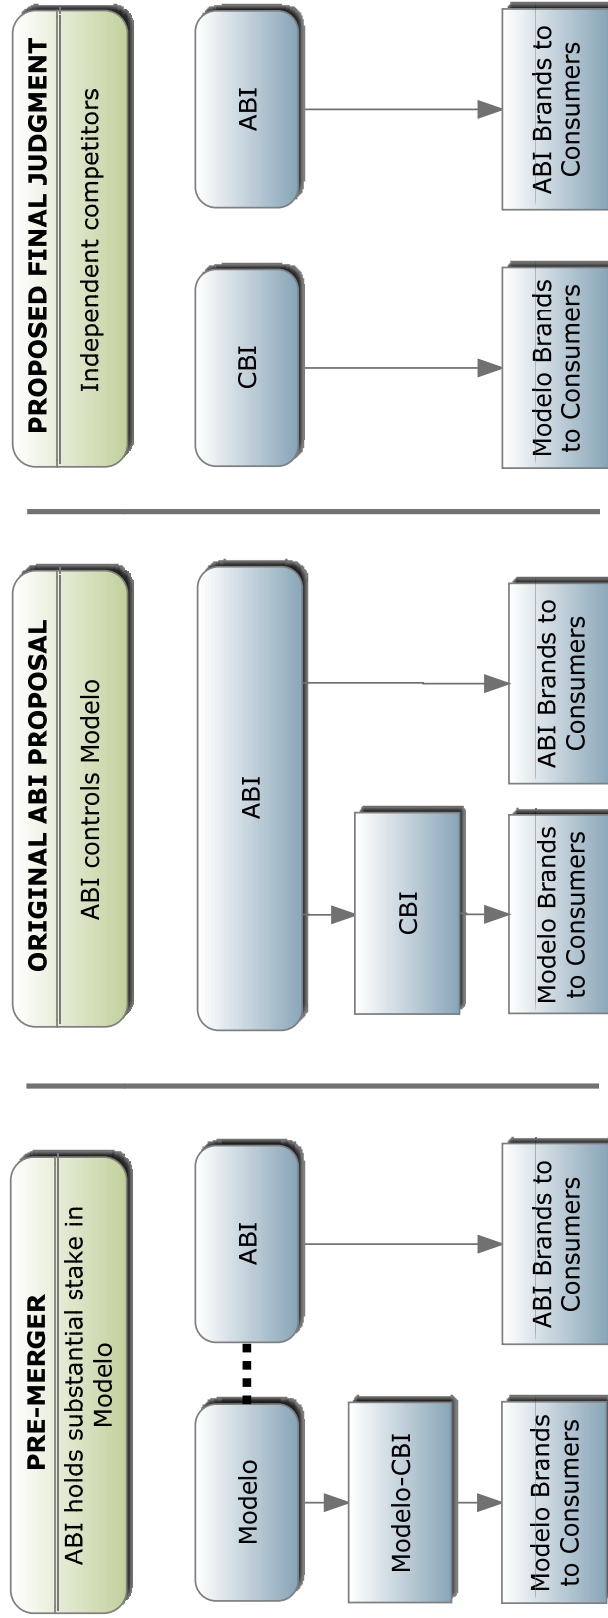 PRE-MERGER
ABI holds substantial stake in
Modelo
Modelo
ABI
Modelo-CBI
Modelo Brands
to Consumers
ABI Brands to
Consumers
ORIGINAL ABI PROPOSAL
ABI controls Modelo
ABI
CBI
Modelo Brands
to Consumers
ABI Brands to
Consumers
PROPOSED FINAL JUDGMENT
Independent competitors
CBI
ABI
Modelo Brands
to Consumers
ABI Brands to
Consumers